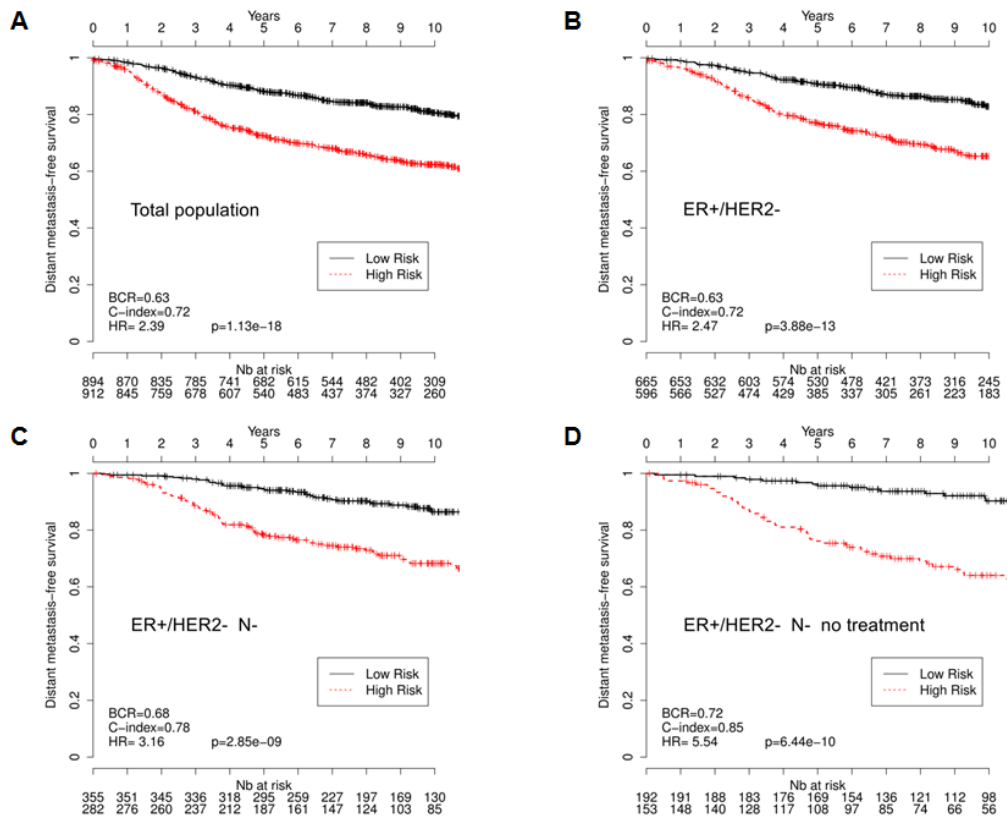 A
Years
0 1 2 3 4 5 6 7 8 9 10
Distant metastasis-free survival
1
0.8
0.6
0.4
0.2
0
Total population
Low Risk
High Risk
BCR=0.63
C-index=0.72
HR= 2.39 p=1.13e-18
Nb at risk
894 870 835 785 741 682 615 544 482 402 309
912 845 759 678 607 540 483 437 374 327 260
B
Years
0 1 2 3 4 5 6 7 8 9 10
Distant metastasis-free survival
1
0.8
0.6
0.4
0.2
0
ER+/HER2-
Low Risk
High Risk
BCR=0.63
C-index=0.72
HR= 2.47 p=3.88e-13
Nb at risk
665 653 632 603 574 530 478 421 373 316 245
596 566 527 474 429 385 337 305 261 223 183
C
Years
0 1 2 3 4 5 6 7 8 9 10
Distant metastasis-free survival
1
0.8
0.6
0.4
0.2
0
ER+/HER2- N-
Low Risk
High Risk
BCR=0.68
C-index=0.78
HR= 3.16 p=2.85e-09
Nb at risk
355 351 345 336 318 295 259 227 197 169 130
282 276 260 237 212 187 161 147 124 103 85
D
Years
0 1 2 3 4 5 6 7 8 9 10
Distant metastasis-free survival
1
0.8
0.6
0.4
0.2
0
ER+/HER2- N- no treatment
Low Risk
High Risk
BCR=0.72
C-index=0.85
HR= 5.54 p=6.44e-10
Nb at risk
192 191 188 183 176 169 154 136 121 112 98
153 148 140 128 117 108 97 85 74 66 56